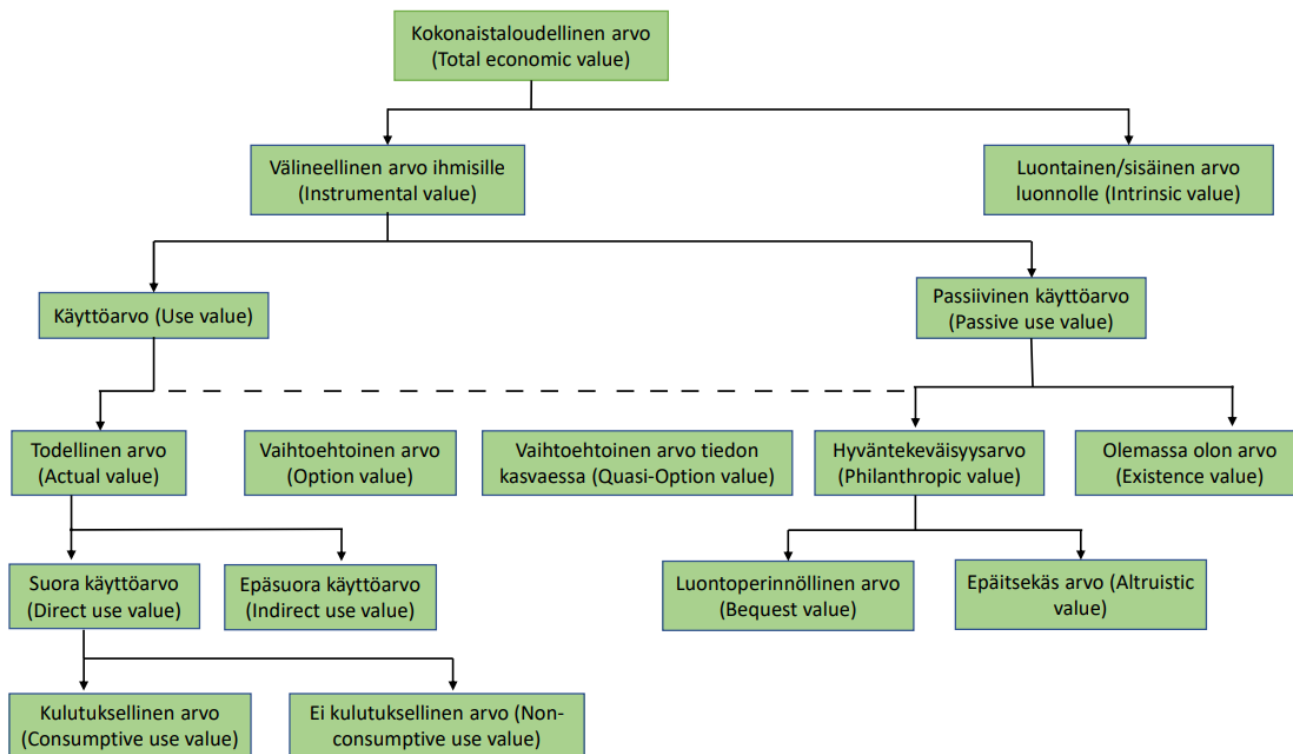 Kokonaistaloudellinen arvo
(Total economic value)
Välineellinen arvo ihmisille
(Instrumental value)
Luontainen/sisäinen arvo
luonnolle (Intrinsic value)
Käyttöarvo (Use value)
Passiivinen käyttöarvo
(Passive use value)
Todellinen arvo
(Actual value)
Vaihtoehtoinen arvo
(Option value)
Vaihtoehtoinen arvo tiedon
kasvaessa (Quasi-Option value)
Hyväntekeväisyysarvo
(Philanthropic value)
Olemassa olon arvo
(Existence value)
Suora käyttöarvo
(Direct use value)
Epäsuora käyttöarvo
(Indirect use value)
Luontoperinnöllinen arvo
(Bequest value)
Epäitsekäs arvo (Altruistic
value)
Kulutuksellinen arvo
(Consumptive use value)
Ei kulutuksellinen arvo (Non-
consumptive use value)